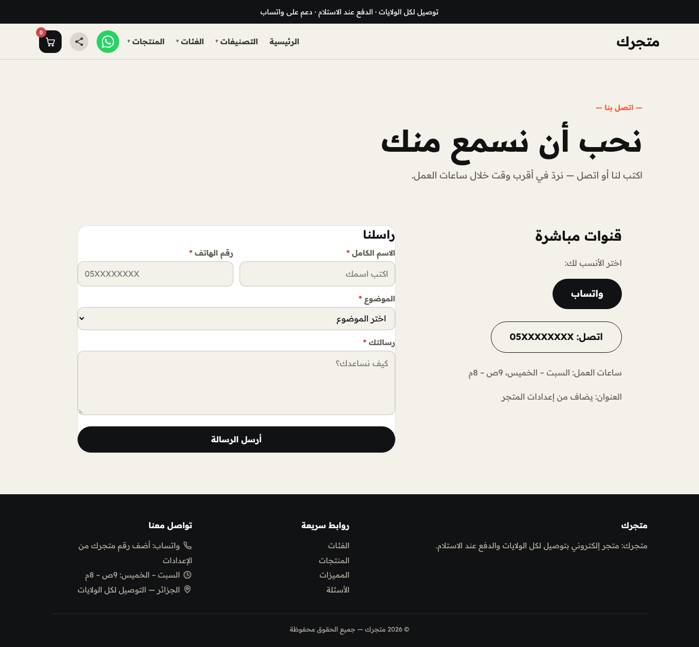 توصيل لكل الولايات · الدفع عند الاستلام · دعم على واتساب
متجرك
الرئيسية التصنيفات الفئات المنتجات
0
— اتصل بنا —
نحب أن نسمع منك
اكتب لنا أو اتصل — نردّ في أقرب وقت خلال ساعات العمل.
قنوات مباشرة
اختر الأنسب لك:
واتساب
اتصل: 05XXXXXXXX
ساعات العمل: السبت – الخميس، 9ص – 8م
العنوان: يضاف من إعدادات المتجر
راسلنا
الاسم الكامل *
اكتب اسمك
رقم الهاتف *
05XXXXXXXX
الموضوع *
اختر الموضوع
رسالتك *
كيف نساعدك؟
أرسل الرسالة
متجرك
متجرك: متجر إلكتروني بتوصيل لكل الولايات والدفع عند الاستلام.
روابط سريعة
الفئات
المنتجات
المميزات
الأسئلة
تواصل معنا
واتساب: أضف رقم متجرك من
الإعدادات
السبت – الخميس: 9ص – 8م
الجزائر — التوصيل لكل الولايات
© 2026 متجرك — جميع الحقوق محفوظة